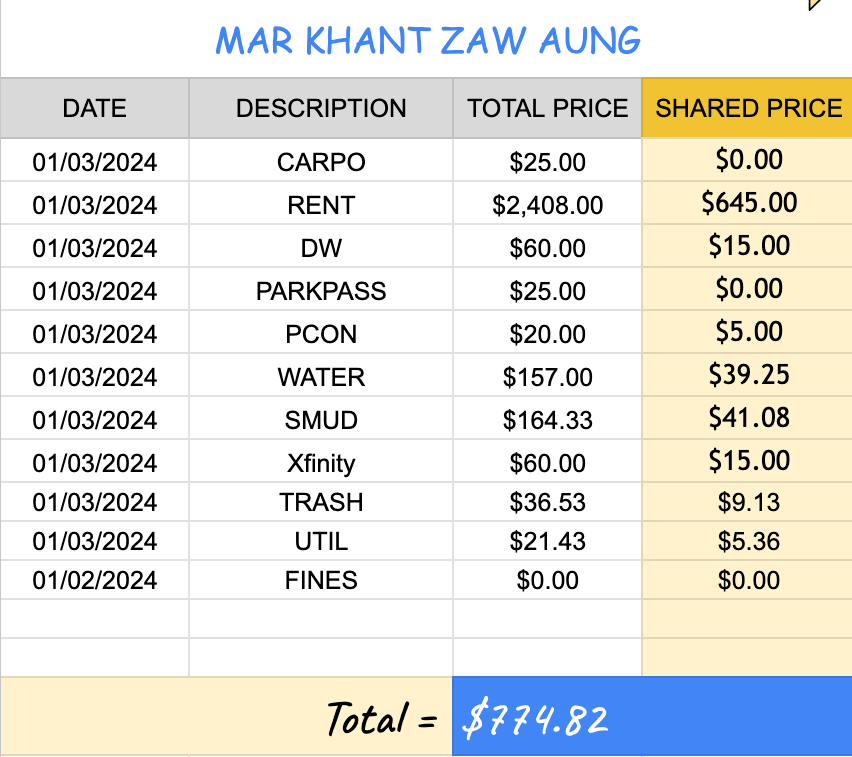 MAR KHANT ZAW AUNG
DATE DESCRIPTION TOTAL PRICE SHARED PRICE
01/03/2024 CARPO $25.00 $0.00
01/03/2024 RENT $2,408.00 $645.00
01/03/2024 DW $60.00 $15.00
01/03/2024 PARKPASS $25.00 $0.00
01/03/2024 PCON $20.00 $5.00
01/03/2024 WATER $157.00 $39.25
01/03/2024 SMUD $164.33 $41.08
01/03/2024 Xfinity $60.00 $15.00
01/03/2024 TRASH $36.53 $9.13
01/03/2024 UTIL $21.43 $5.36
01/02/2024 FINES $0.00 $0.00
Total = $774.82